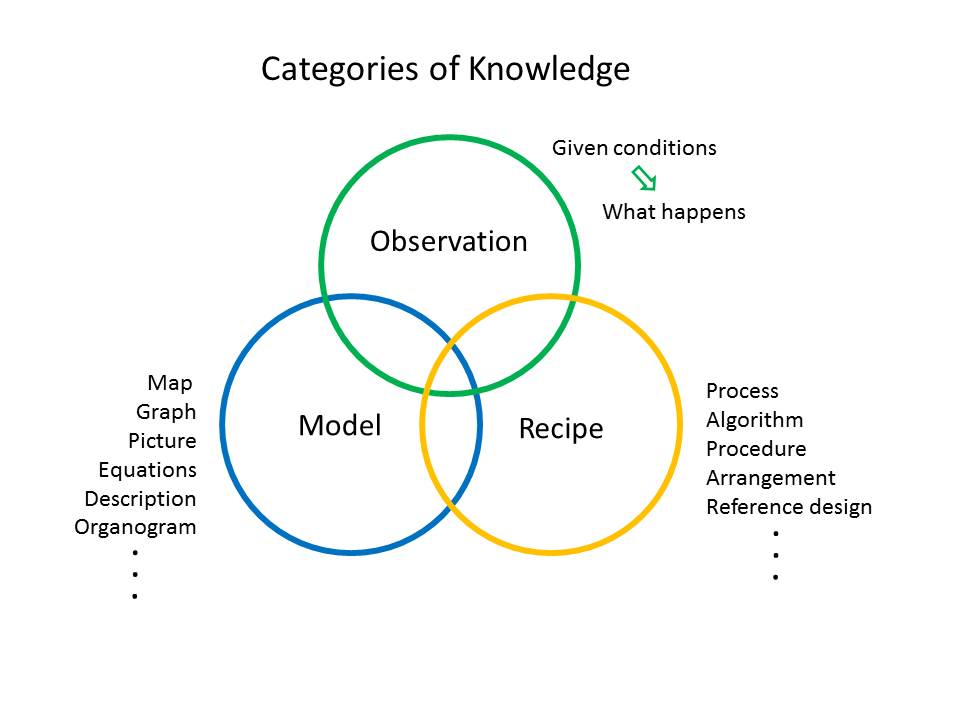 Categories of Knowledge
Given conditions
What happens
Observation
Model
Recipe
Map
Graph
Picture
Equations
Description
Organogram
Process
Algorithm
Procedure
Arrangement
Reference design